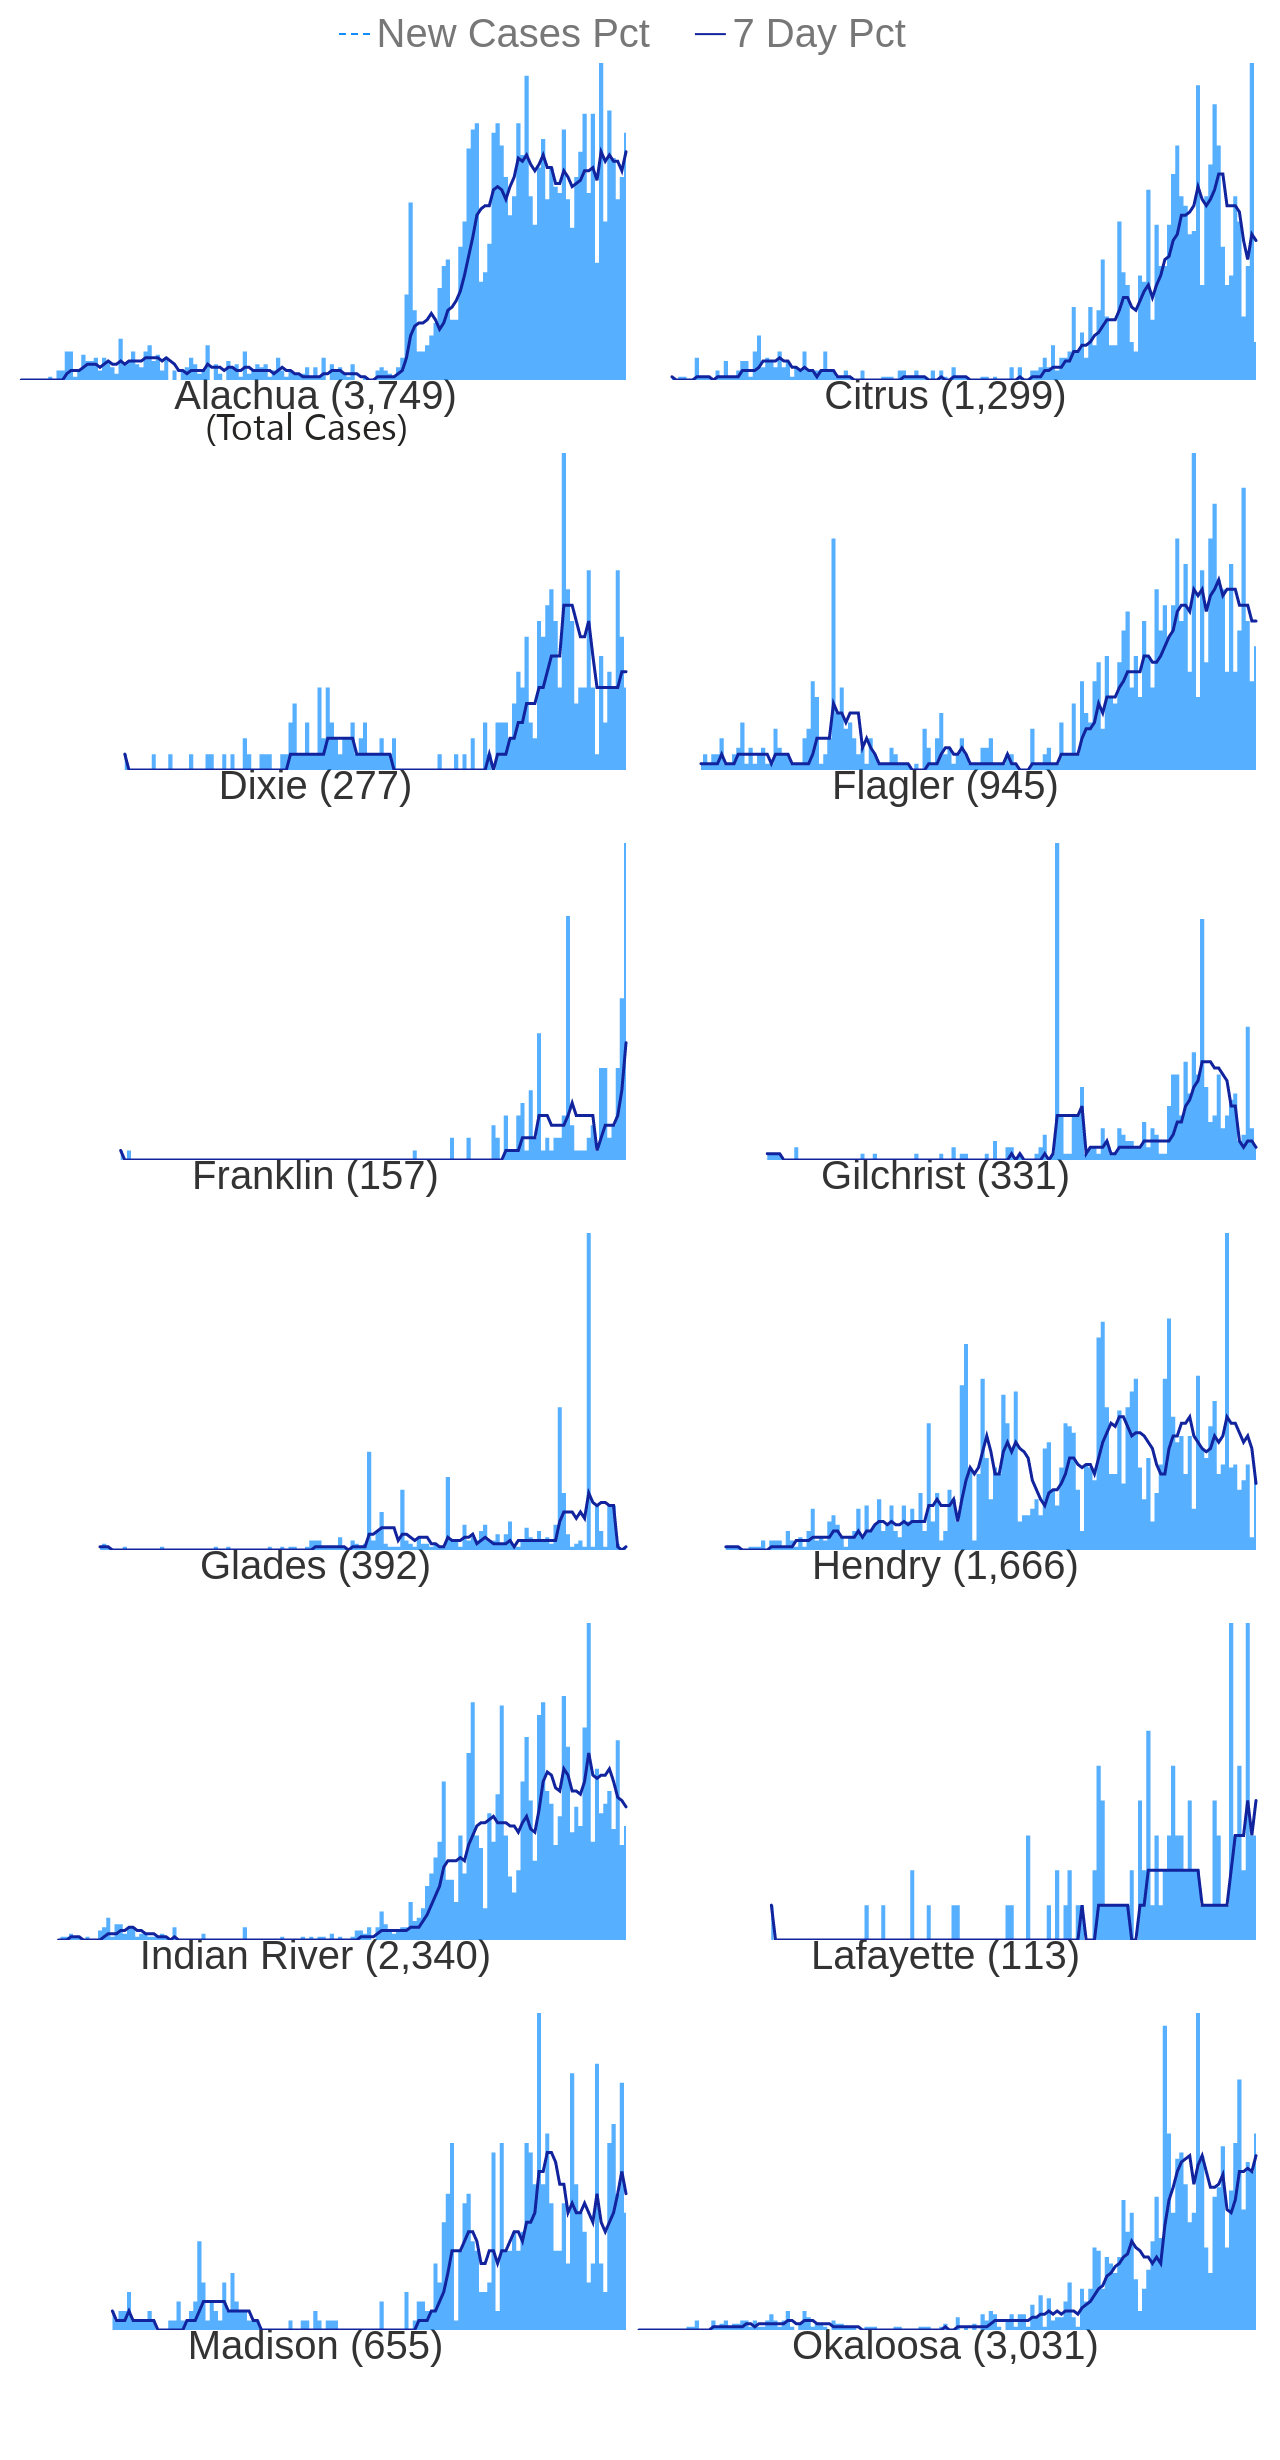 New Cases Pct 7 Day Pct
Alachua (3,749) Citrus (1,299)
(Total Cases)
Dixie (277) Flagler (945)
Franklin (157) Gilchrist (331)
Glades (392) Hendry (1,666)
Indian River (2,340) Lafayette (113)
Madison (655) Okaloosa (3,031)